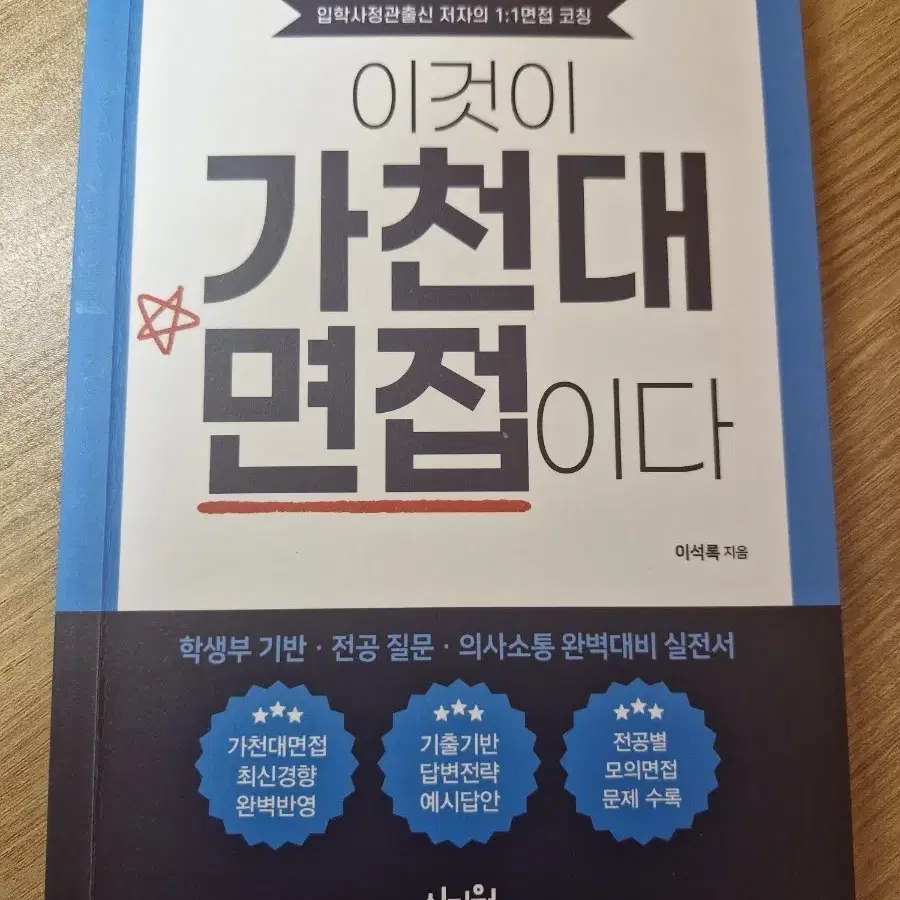 입학사정관출신 저자의 1:1면접 코칭
이것이
가천대
면접이다
이석록 지음
학생부 기반 · 전공 질문 · 의사소통 완벽대비 실전서
가천대면접
최신경향
완벽반영
기출기반
답변전략
예시답안
전공별
모의면접
문제 수록